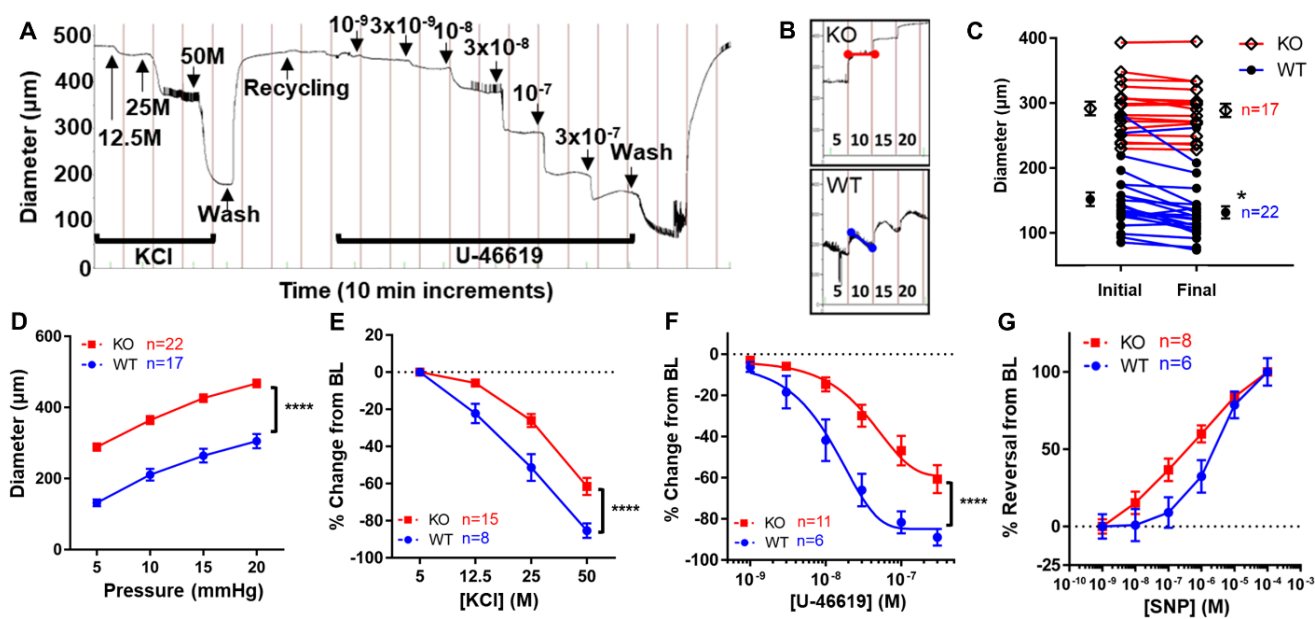 A
500
400
300
200
100
0
Diameter (µm)
12.5M
25M
50M
Wash
Recycling
10-9
3x10-9
10-8
3x10-8
10-7
3x10-7
Wash
KCl
U-46619
Time (10 min increments)
B
KO
5 10 15 20
WT
5 10 15 20
C
KO
WT
Diameter (µm)
400
300
200
100
n=17
*
n=22
Initial Final
D
KO n=22
WT n=17
Diameter (µm)
600
400
200
0
****
5 10 15 20
Pressure (mmHg)
E
% Change from BL
20
0
-20
-40
-60
-80
-100
KO n=15
WT n=8
****
5 12.5 25 50
[KCl] (M)
F
% Change from BL
0
-20
-40
-60
-80
-100
KO n=11
WT n=6
****
10-9 10-8 10-7
[U-46619] (M)
G
KO n=8
WT n=6
% Reversal from BL
100
50
0
-25
10-10 10-9 10-8 10-7 10-6 10-5 10-4 10-3
[SNP] (M)